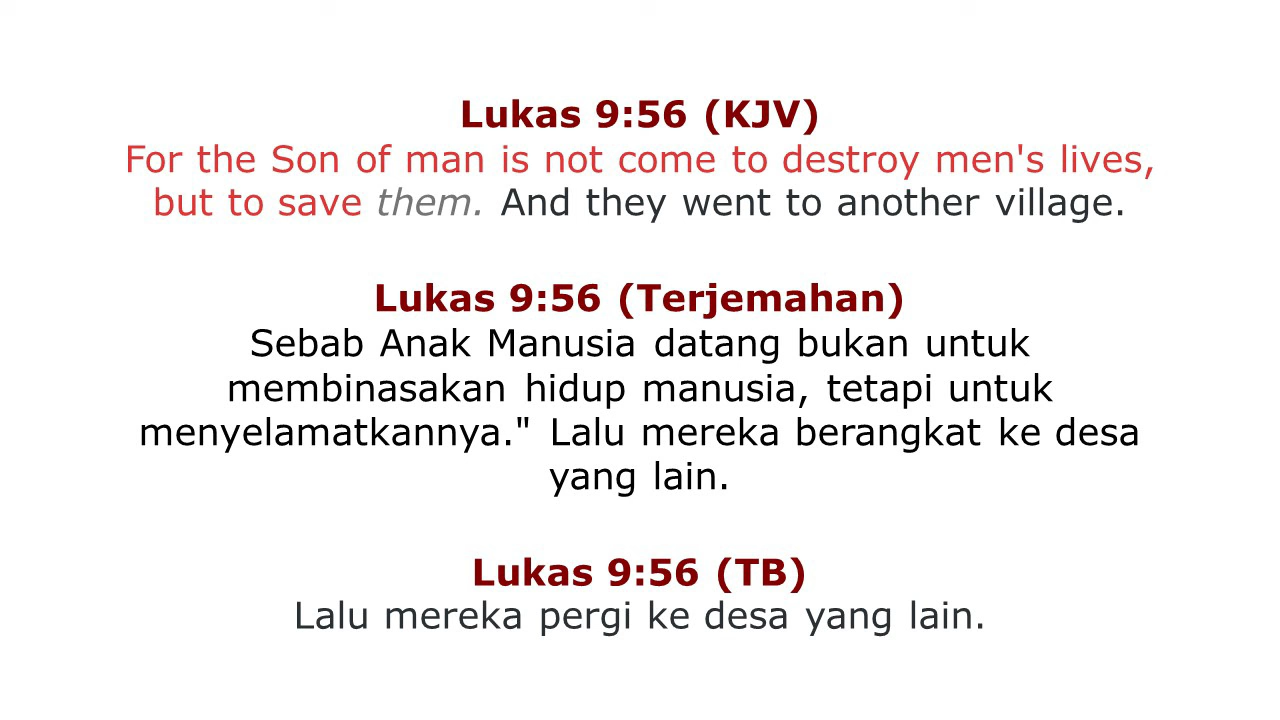 Lukas 9:56 (KJV)
For the Son of man is not come to destroy men's lives,
but to save them. And they went to another village.
Lukas 9:56 (Terjemahan)
Sebab Anak Manusia datang bukan untuk
membinasakan hidup manusia, tetapi untuk
menyelamatkannya." Lalu mereka berangkat ke desa
yang lain.
Lukas 9:56 (TB)
Lalu mereka pergi ke desa yang lain.